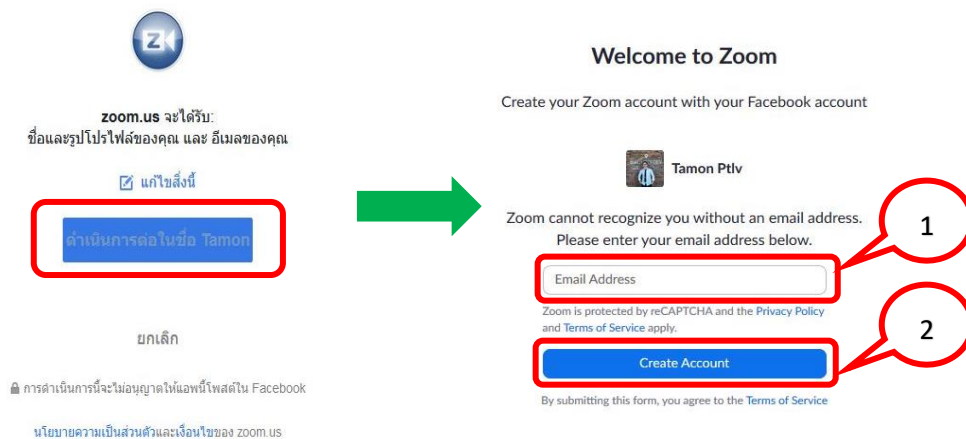 Z
zoom.us จะได้รับ:
ชื่อและรูปโปรไฟล์ของคุณ และ อีเมลของคุณ
แก้ไขสิ่งนี้
ดำเนินการต่อในชื่อ Tamon
ยกเลิก
การดำเนินการนี้จะไม่อนุญาตให้แอพนี้โพสต์ใน Facebook
นโยบายความเป็นส่วนตัวและเงื่อนไขของ zoom.us
Welcome to Zoom
Create your Zoom account with your Facebook account
Tamon Ptlv
Zoom cannot recognize you without an email address.
Please enter your email address below.
1
Email Address
Zoom is protected by reCAPTCHA and the Privacy Policy
and Terms of Service apply.
2
Create Account
By submitting this form, you agree to the Terms of Service